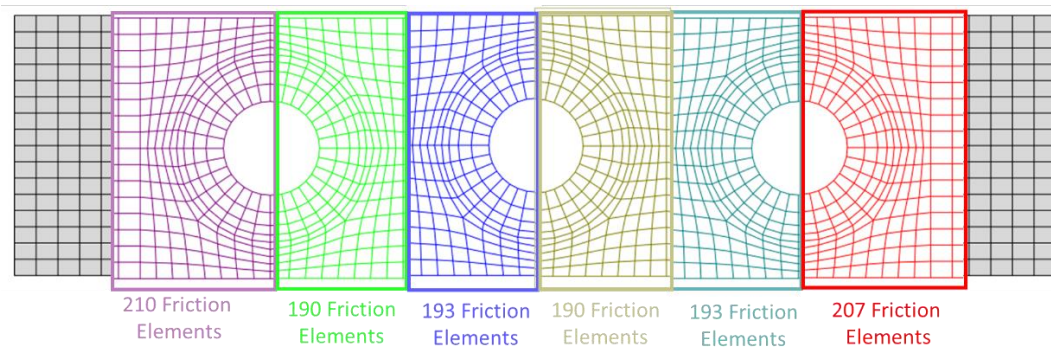 210 Friction
Elements
190 Friction
Elements
193 Friction
Elements
190 Friction
Elements
193 Friction
Elements
207 Friction
Elements